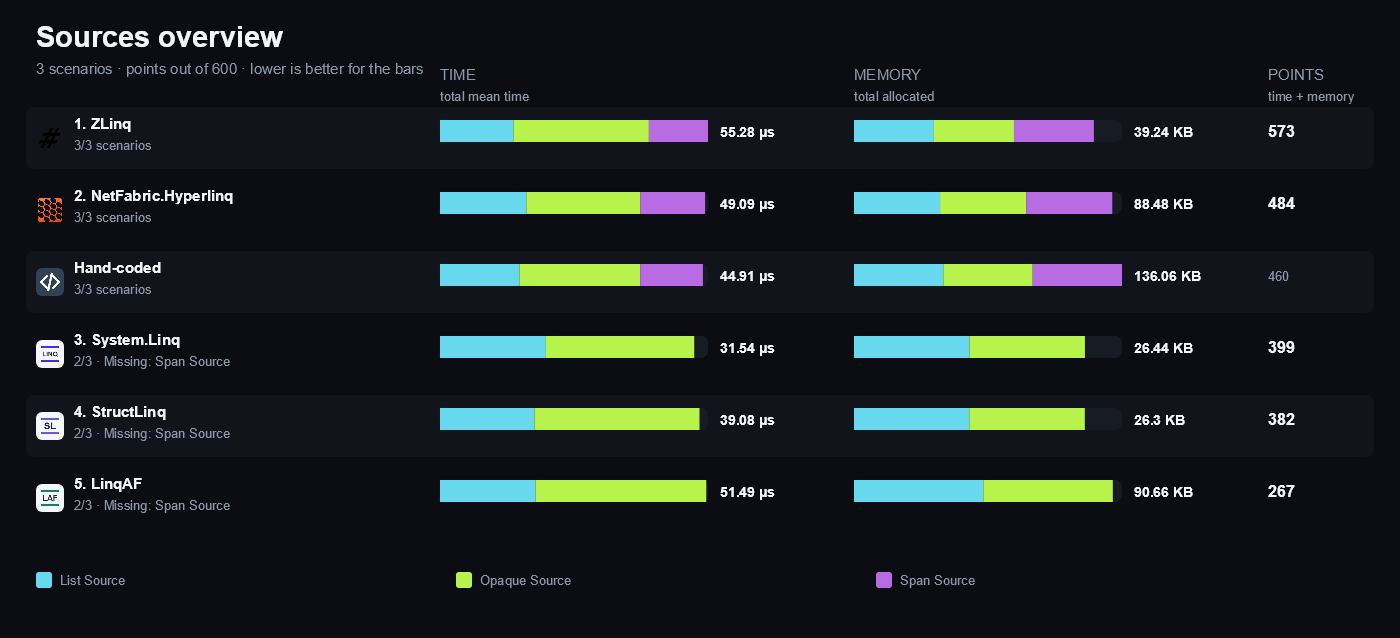 Sources overview
3 scenarios · points out of 600 · lower is better for the bars
TIME
total mean time
MEMORY
total allocated
POINTS
time + memory
#
1. ZLinq
3/3 scenarios
55.28 µs
39.24 KB
573
2. NetFabric.Hyperlinq
3/3 scenarios
49.09 µs
88.48 KB
484
</>
Hand-coded
3/3 scenarios
44.91 µs
136.06 KB
460
LINQ
3. System.Linq
2/3 · Missing: Span Source
31.54 µs
26.44 KB
399
SL
4. StructLinq
2/3 · Missing: Span Source
39.08 µs
26.3 KB
382
LAF
5. LinqAF
2/3 · Missing: Span Source
51.49 µs
90.66 KB
267
List Source
Opaque Source
Span Source